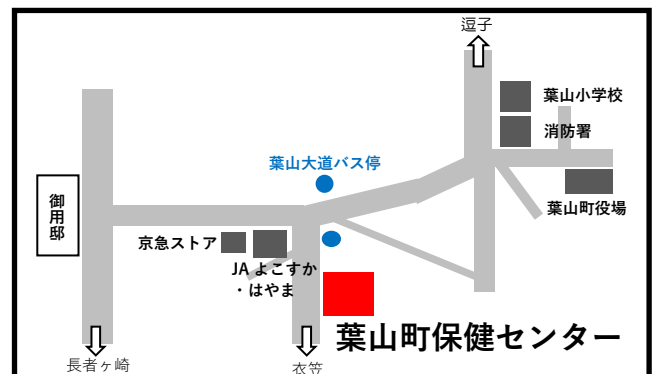 逗子
葉山小学校
消防署
葉山大道バス停
御用邸
葉山町役場
京急ストア
JA よこすか
・はやま
葉山町保健センター
長者ヶ崎
衣笠